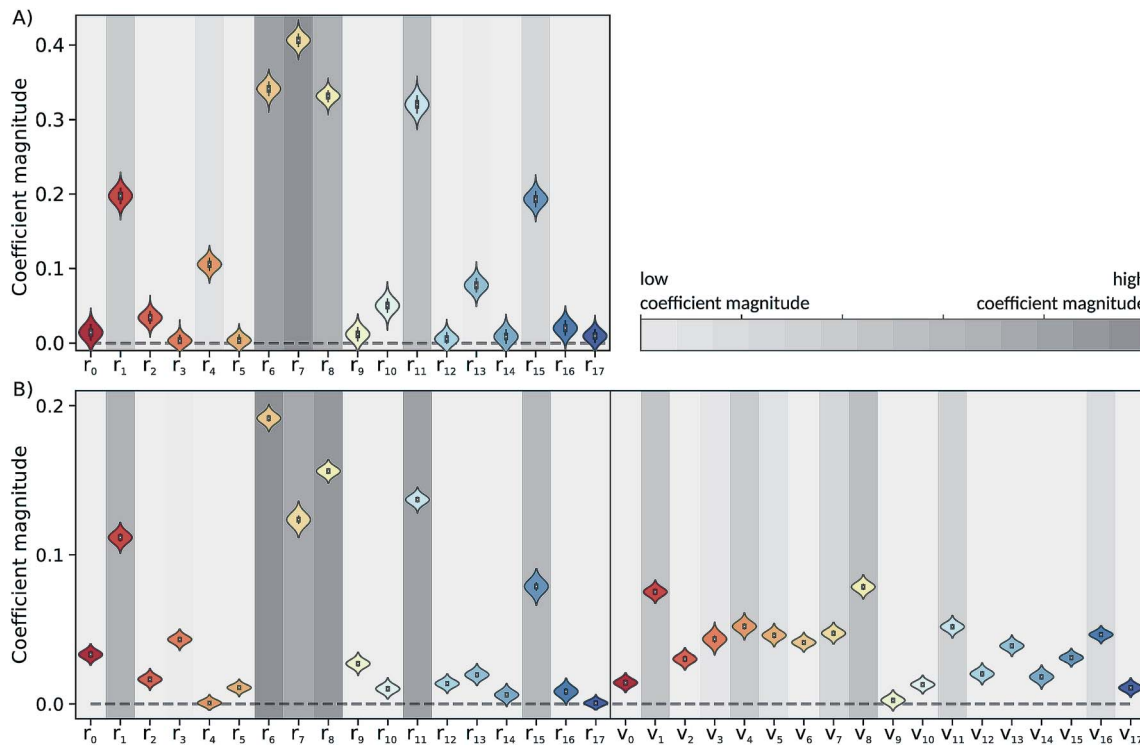 A)
Coefficient magnitude
0.4
0.3
0.2
0.1
0.0
r₀ r₁ r₂ r₃ r₄ r₅ r₆ r₇ r₈ r₉ r₁₀ r₁₁ r₁₂ r₁₃ r₁₄ r₁₅ r₁₆ r₁₇
low high
coefficient magnitude coefficient magnitude
B)
Coefficient magnitude
0.2
0.1
0.0
r₀ r₁ r₂ r₃ r₄ r₅ r₆ r₇ r₈ r₉ r₁₀ r₁₁ r₁₂ r₁₃ r₁₄ r₁₅ r₁₆ r₁₇ v₀ v₁ v₂ v₃ v₄ v₅ v₆ v₇ v₈ v₉ v₁₀ v₁₁ v₁₂ v₁₃ v₁₄ v₁₅ v₁₆ v₁₇